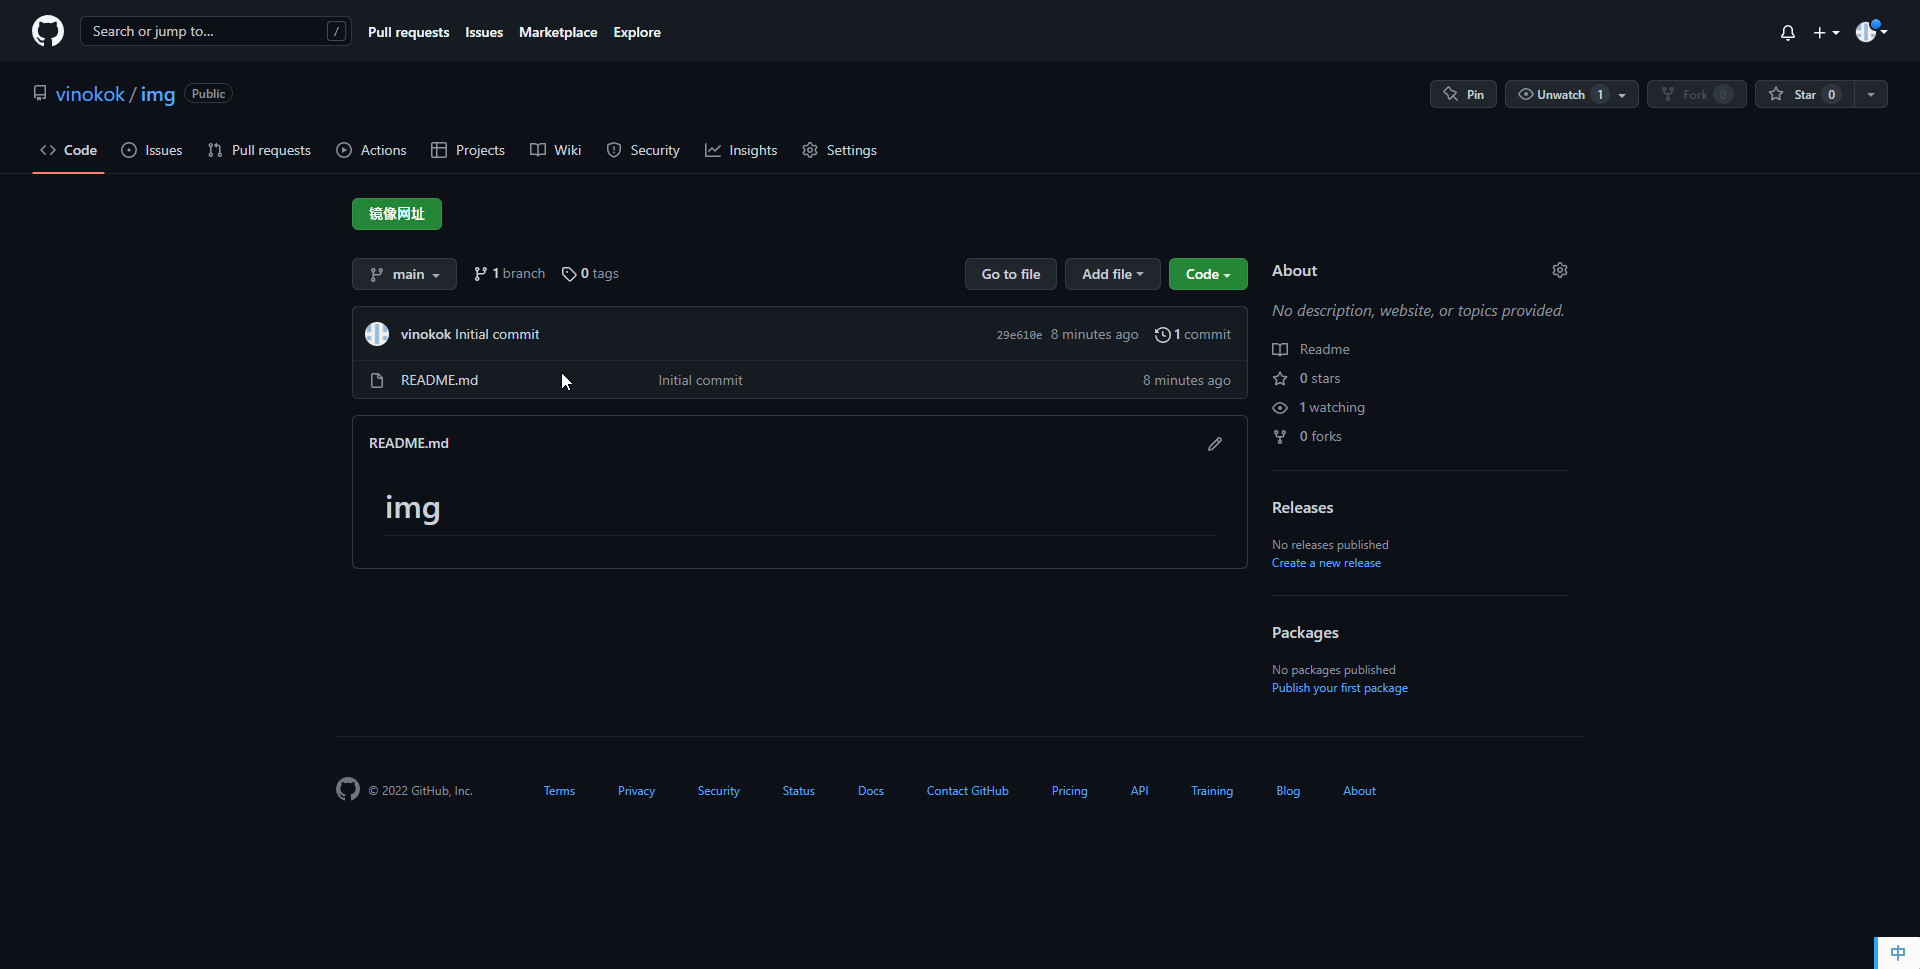 Search or jump to... /
Pull requests Issues Marketplace Explore
vinokok / img Public
Pin Unwatch 1 Fork 0 Star 0
Code Issues Pull requests Actions Projects Wiki Security Insights Settings
镜像网址
main 1 branch 0 tags
Go to file Add file Code
vinokok Initial commit 29e610e 8 minutes ago 1 commit
README.md Initial commit 8 minutes ago
README.md
img
About
No description, website, or topics provided.
Readme
0 stars
1 watching
0 forks
Releases
No releases published
Create a new release
Packages
No packages published
Publish your first package
© 2022 GitHub, Inc. Terms Privacy Security Status Docs Contact GitHub Pricing API Training Blog About
中